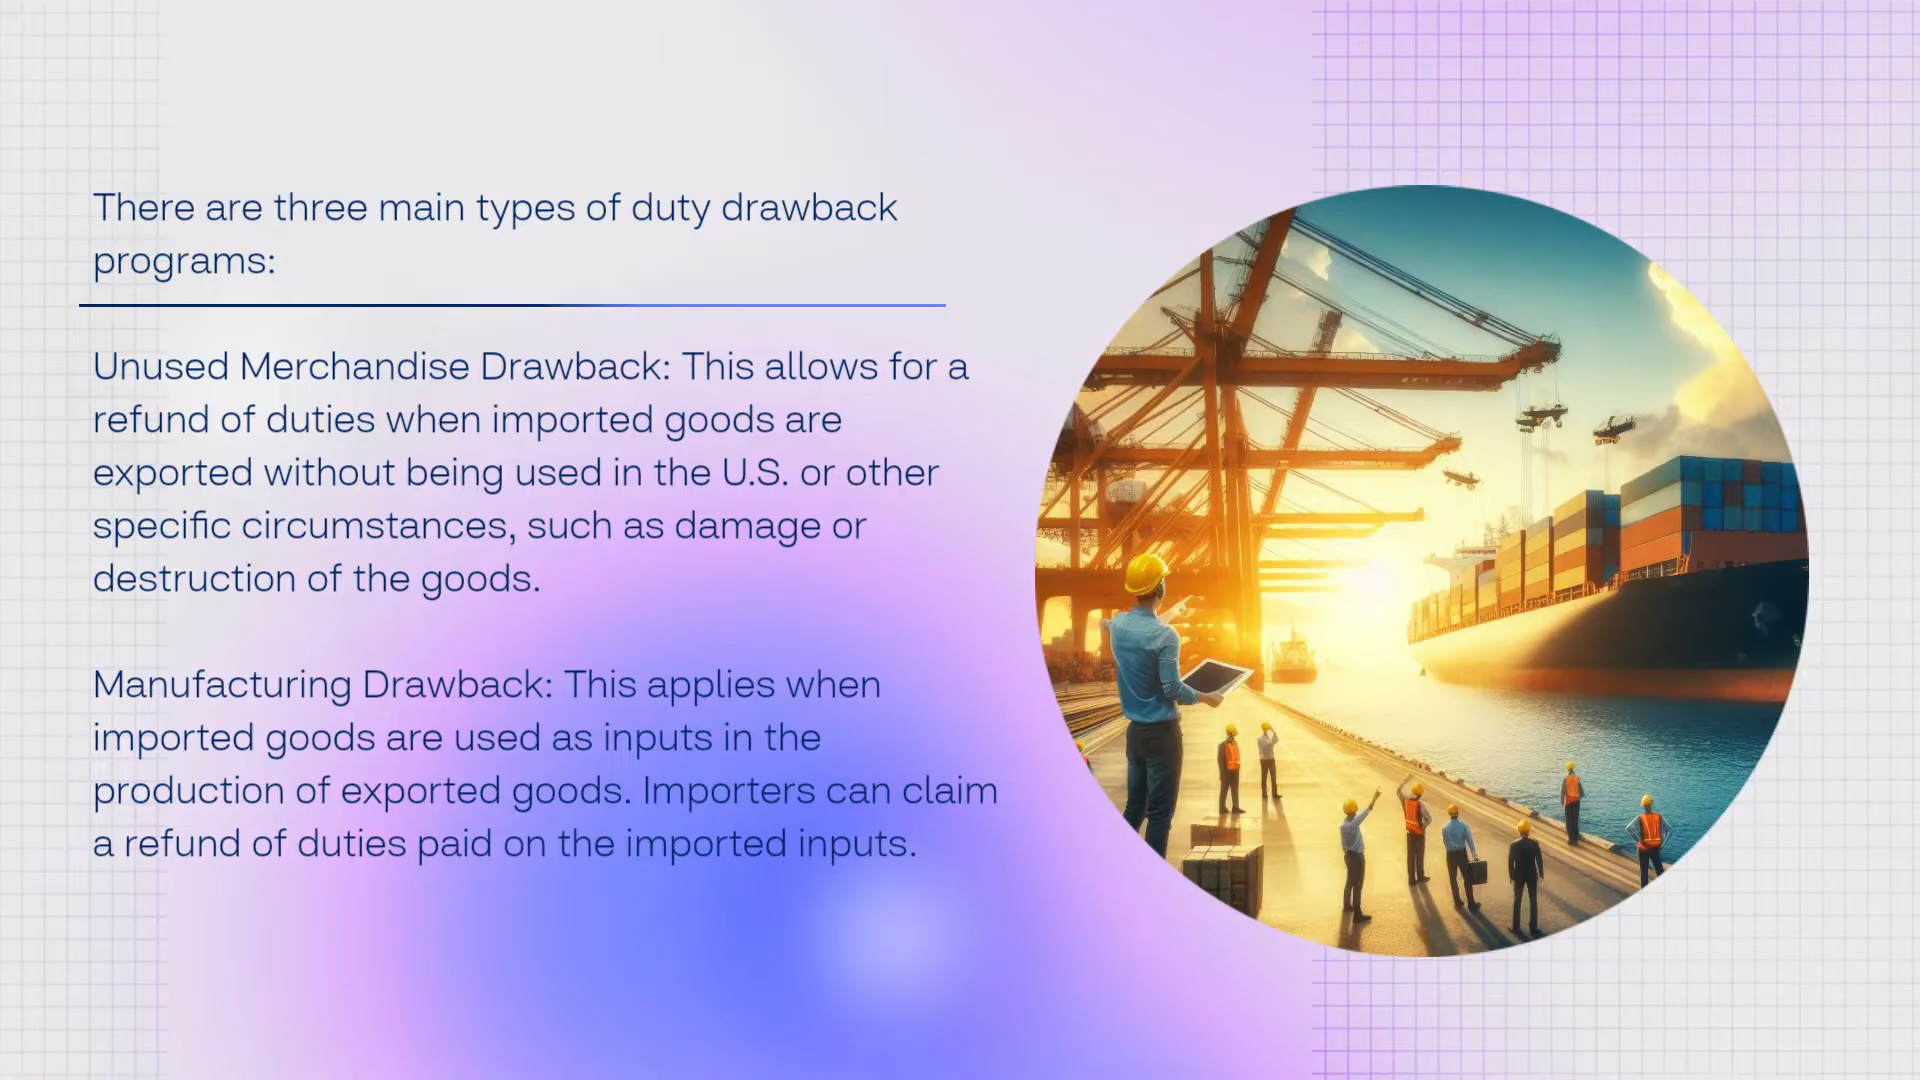 There are three main types of duty drawback
programs:
Unused Merchandise Drawback: This allows for a
refund of duties when imported goods are
exported without being used in the U.S. or other
specific circumstances, such as damage or
destruction of the goods.
Manufacturing Drawback: This applies when
imported goods are used as inputs in the
production of exported goods. Importers can claim
a refund of duties paid on the imported inputs.